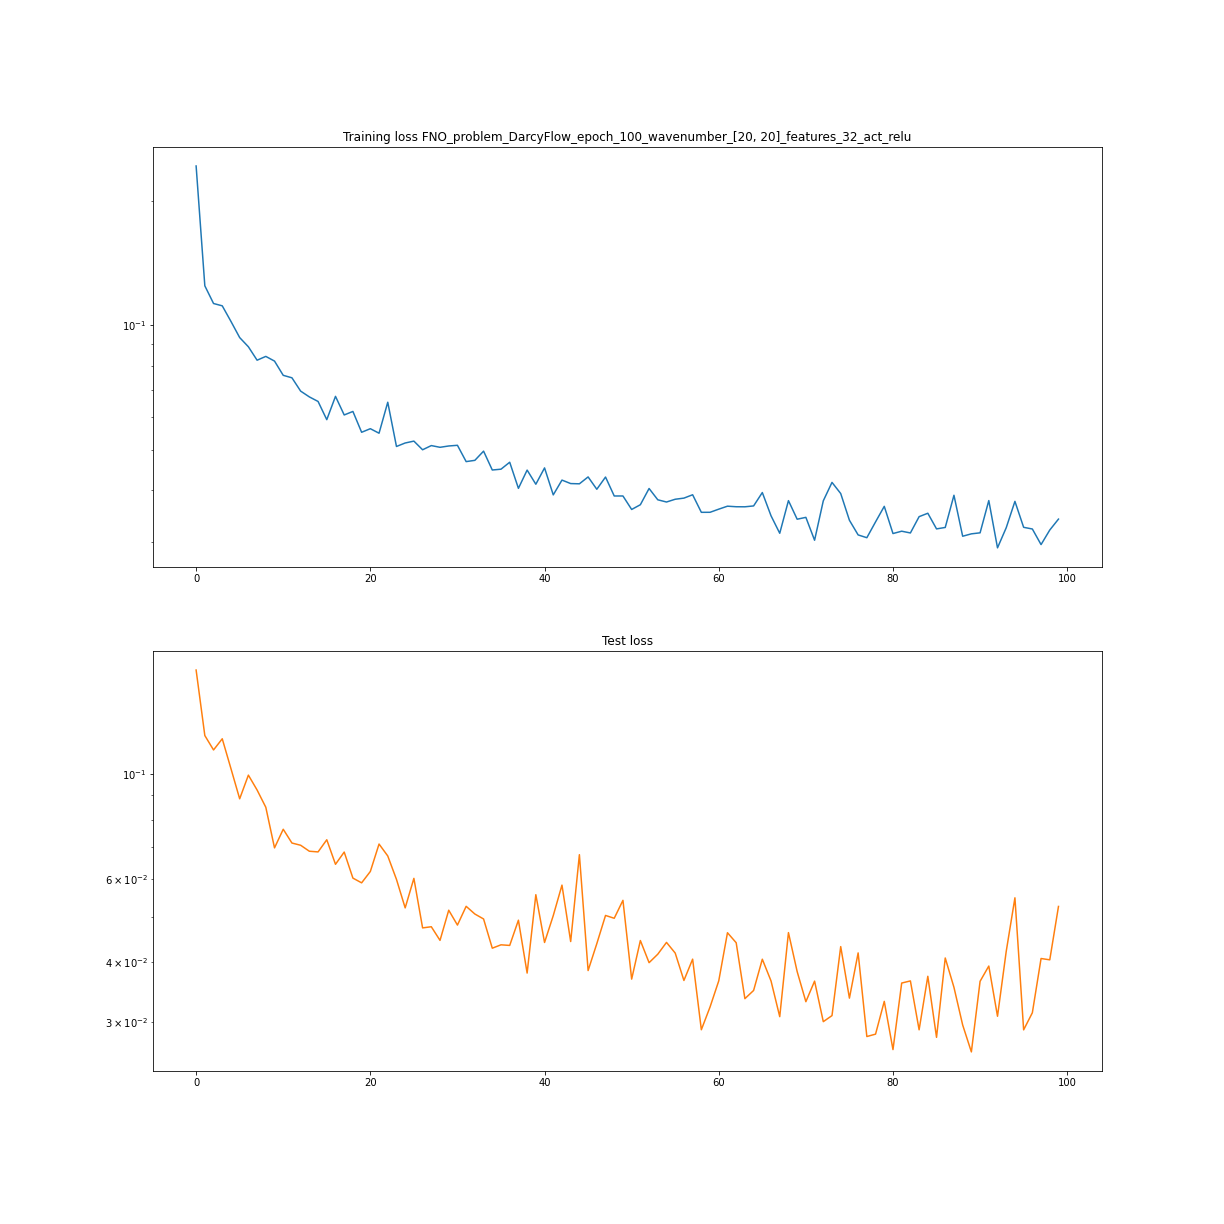 Training loss FNO_problem_DarcyFlow_epoch_100_wavenumber_[20, 20]_features_32_act_relu
10⁻¹
0 20 40 60 80 100
Test loss
10⁻¹
6 × 10⁻²
4 × 10⁻²
3 × 10⁻²
0 20 40 60 80 100